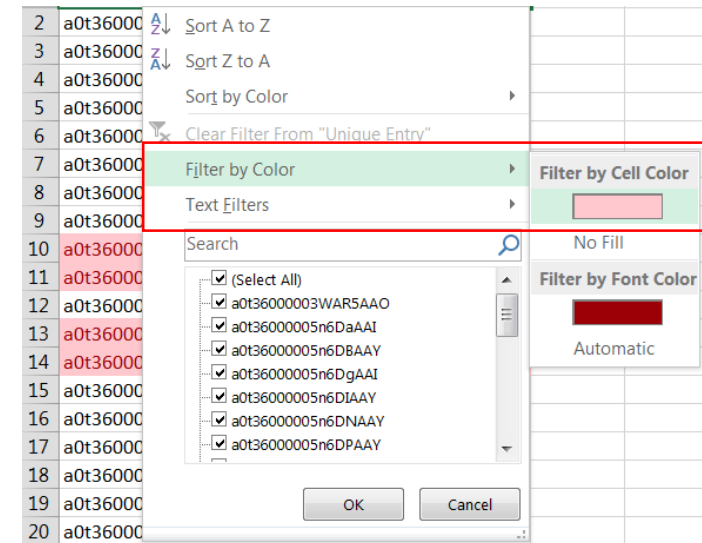 2 a0t36000
3 a0t36000
4 a0t36000
5 a0t36000
6 a0t36000
7 a0t36000
8 a0t36000
9 a0t36000
10 a0t36000
11 a0t36000
12 a0t36000
13 a0t36000
14 a0t36000
15 a0t36000
16 a0t36000
17 a0t36000
18 a0t36000
19 a0t36000
20 a0t36000
Sort A to Z
Sort Z to A
Sort by Color
Clear Filter From "Unique Entry"
Filter by Color
Text Filters
Search
(Select All)
a0t36000003WAR5AAO
a0t36000005n6DaAAI
a0t36000005n6DBAAY
a0t36000005n6DgAAI
a0t36000005n6DIAAY
a0t36000005n6DNAAY
a0t36000005n6DPAAY
OK Cancel
Filter by Cell Color
No Fill
Filter by Font Color
Automatic